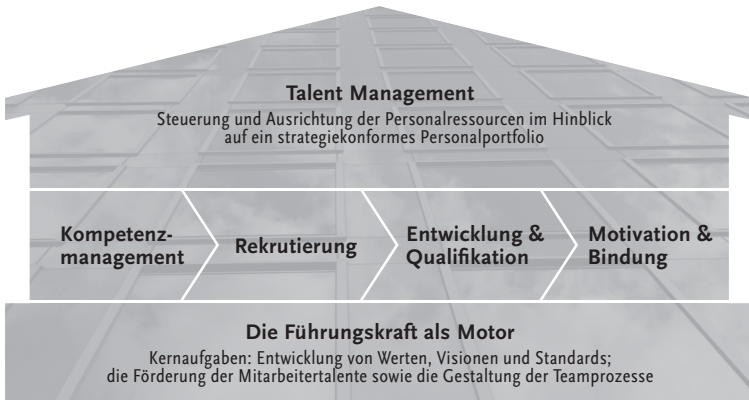 Talent Management
Steuerung und Ausrichtung der Personalressourcen im Hinblick
auf ein strategiekonformes Personalportfolio
Kompetenz-
management
Rekrutierung
Entwicklung &
Qualifikation
Motivation &
Bindung
Die Führungskraft als Motor
Kernaufgaben: Entwicklung von Werten, Visionen und Standards;
die Förderung der Mitarbeitertalente sowie die Gestaltung der Teamprozesse